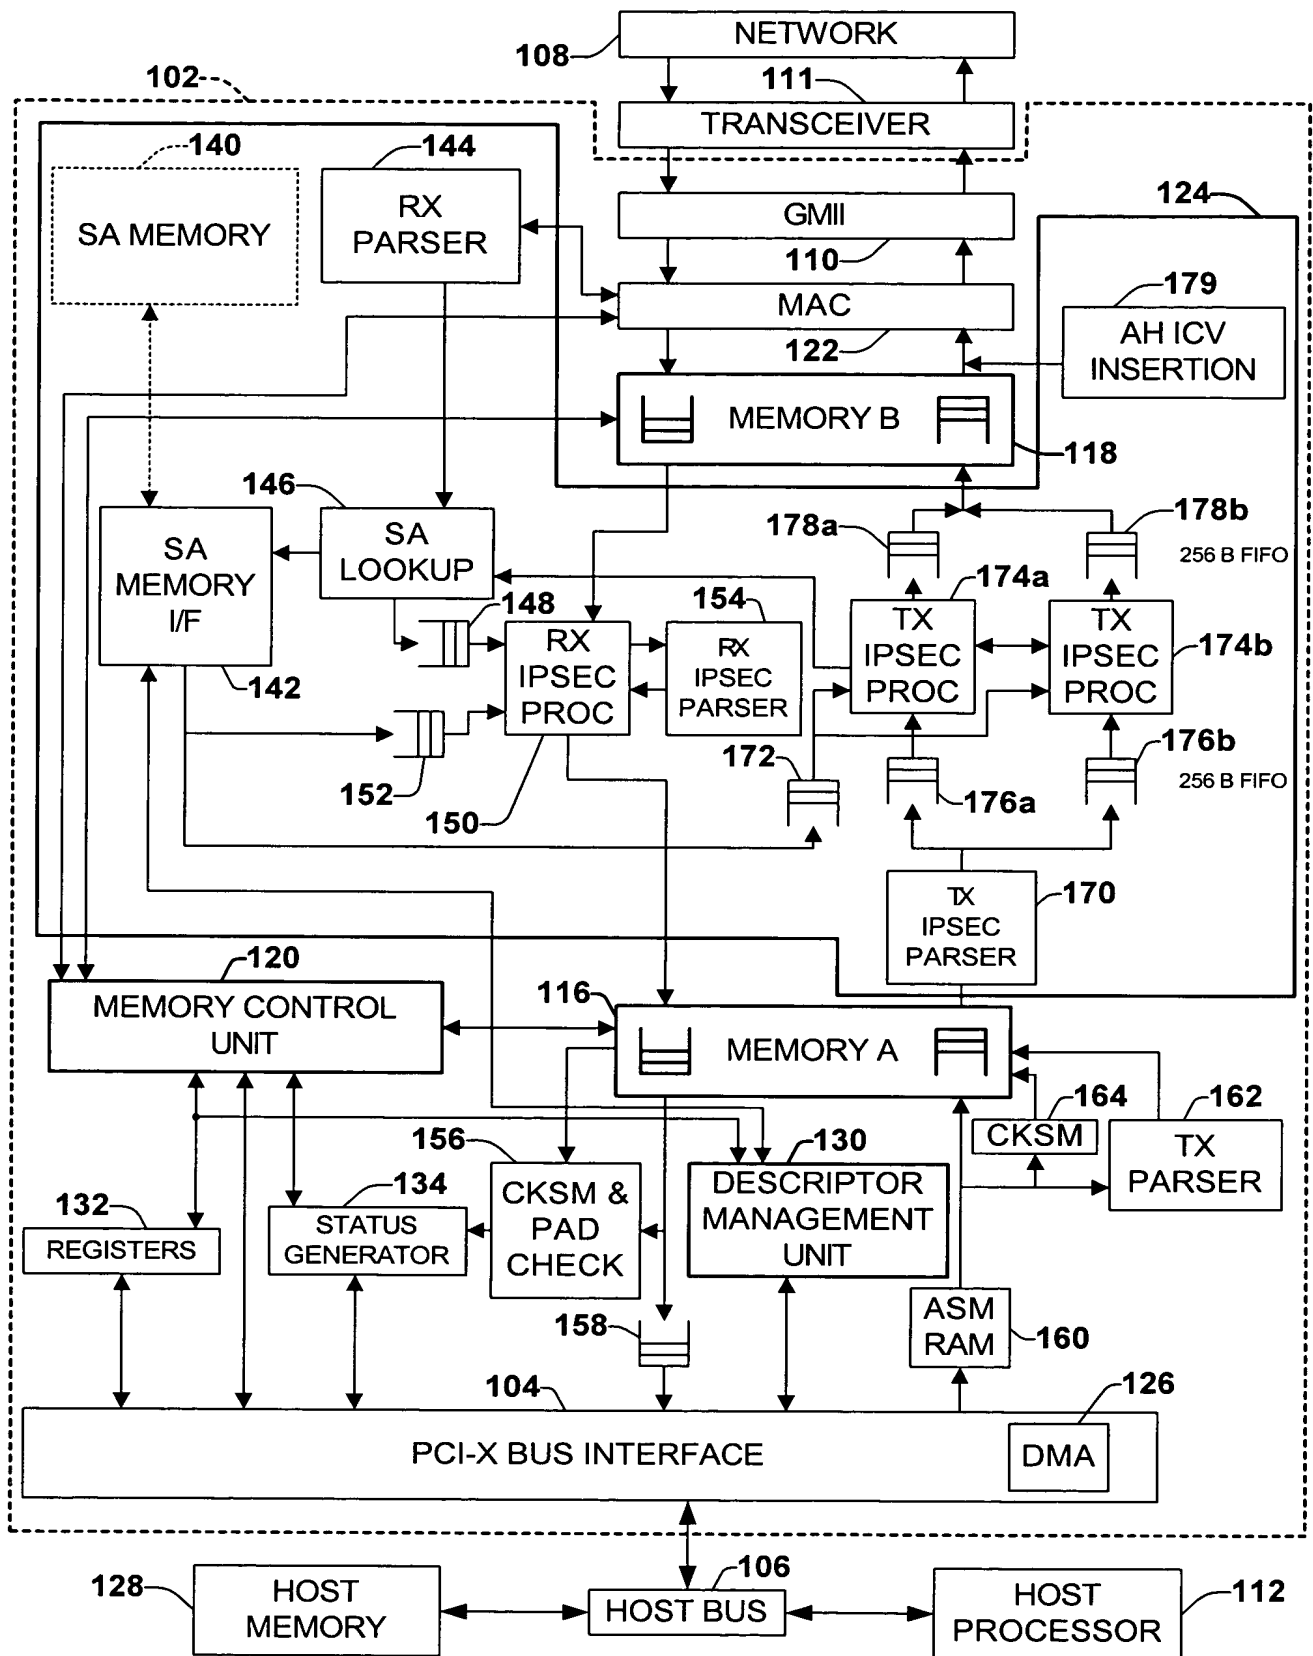 NETWORK
108
102
111
TRANSCEIVER
140
144
SA MEMORY
RX
PARSER
GMII
110
124
MAC
122
179
AH ICV
INSERTION
MEMORY B
118
146
SA
MEMORY
I/F
142
SA
LOOKUP
148
152
RX
IPSEC
PROC
150
154
RX
IPSEC
PARSER
178a
178b
256 B FIFO
174a
TX
IPSEC
PROC
TX
IPSEC
PROC
174b
172
176a
176b
256 B FIFO
170
TX
IPSEC
PARSER
120
MEMORY CONTROL
UNIT
116
MEMORY A
164
CKSM
162
TX
PARSER
156
CKSM &
PAD
CHECK
130
DESCRIPTOR
MANAGEMENT
UNIT
132
REGISTERS
134
STATUS
GENERATOR
158
ASM
RAM
160
104
PCI-X BUS INTERFACE
126
DMA
106
HOST BUS
128
HOST
MEMORY
HOST
PROCESSOR
112